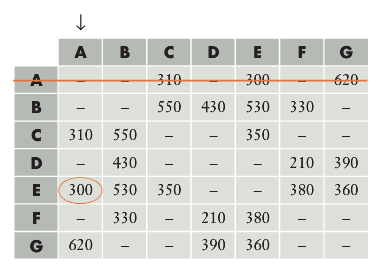 A B C D E F G
A – – 310 – 300 – 620
B – – 550 430 530 330 –
C 310 550 – – 350 – –
D – 430 – – – 210 390
E 300 530 350 – – 380 360
F – 330 – 210 380 – –
G 620 – – 390 360 – –